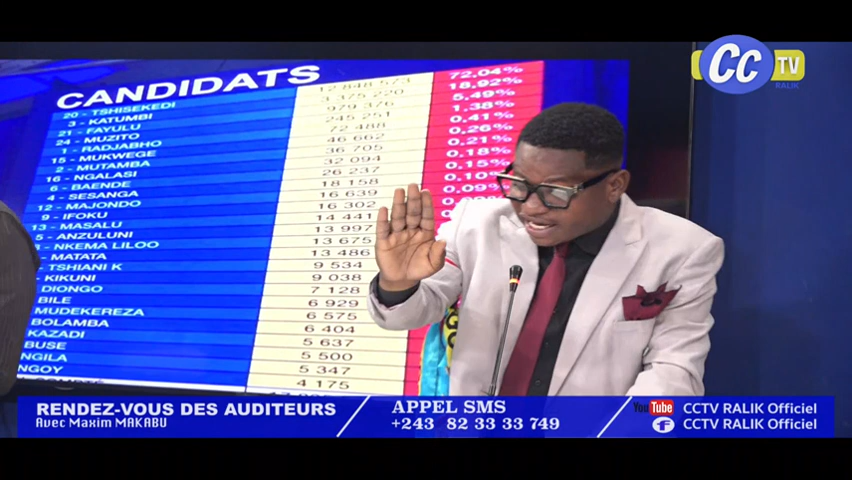 CC TV
RALIK
CANDIDATS
20 - TSHISEKEDI 12 848 573 72.04%
3 - KATUMBI 3 375 220 18,92%
21 - FAYULU 979 376 5.49%
24 - MUZITO 245 251 1.38%
1 - RADJABHO 72 488 0.41%
15 - MUKWEGE 46 662 0.26%
2 - MUTAMBA 36 705 0.21%
16 - NGALASI 32 094 0.18%
6 - BAENDE 26 237 0.15%
4 - SESANGA 18 158 0.10
12 - MAJONDO 16 639 0.09
9 - IFOKU 16 302
13 - MASALU 14 441
5 - ANZULUNI 13 997
- NKEMA LILOO 13 675
- MATATA 13 486
- TSHIANI K 9 534
- KIKUNI 9 038
DIONGO 7 128
BILE 6 929
MUDEKEREZA 6 575
BOLAMBA 6 404
KAZADI 5 637
BUSE 5 500
NGILA 5 347
NGOY 4 175
RENDEZ-VOUS DES AUDITEURS
Avec Maxim MAKABU
APPEL SMS
+243 82 33 33 749
YouTube CCTV RALIK Officiel
f CCTV RALIK Officiel